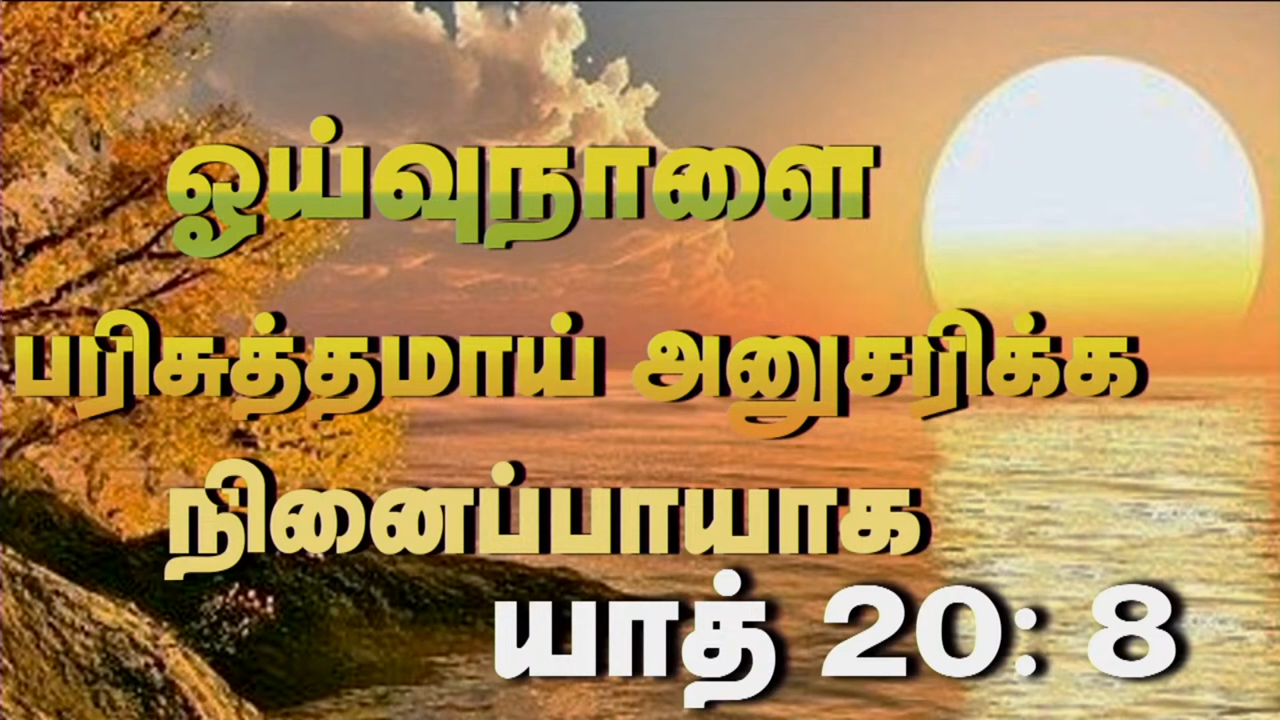 ஓய்வுநாளை
பரிசுத்தமாய் அனுசரிக்க
நினைப்பாயாக
யாத் 20: 8